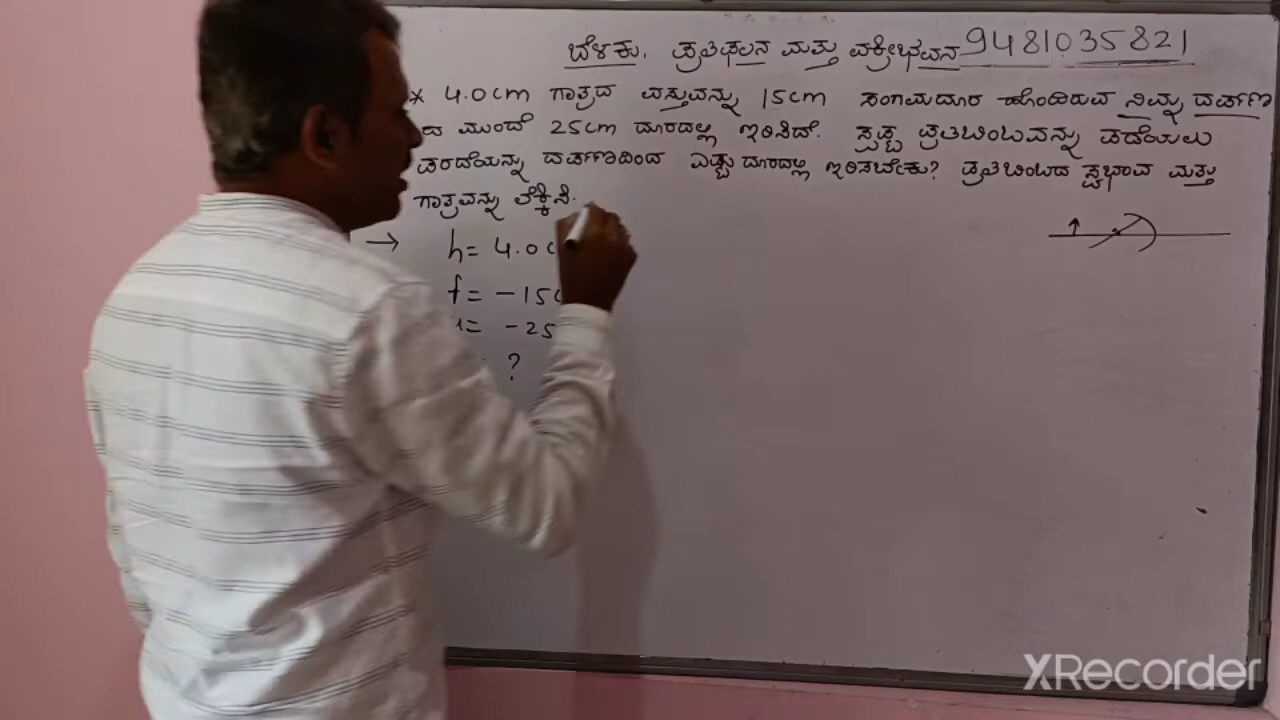 ಬೆಳಕು, ಪ್ರತಿಫಲನ ಮತ್ತು ವಕ್ರೀಭವನ 9481035821
* 4.0cm ಗಾತ್ರದ ವಸ್ತುವನ್ನು 15cm ಸಂಗಮದೂರ ಹೊಂದಿರುವ ನಿಮ್ನ ದರ್ಪಣ
ದ ಮುಂದೆ 25cm ದೂರದಲ್ಲಿ ಇರಿಸಿದೆ. ಸ್ಪಷ್ಟ ಪ್ರತಿಬಿಂಬವನ್ನು ಪಡೆಯಲು
ಪರದೆಯನ್ನು ದರ್ಪಣದಿಂದ ಎಷ್ಟು ದೂರದಲ್ಲಿ ಇರಿಸಬೇಕು? ಪ್ರತಿಬಿಂಬದ ಸ್ವಭಾವ ಮತ್ತು
ಗಾತ್ರವನ್ನು ಲೆಕ್ಕಿಸಿ.
→ h= 4.0c
f= -15c
u= -25
?
XRecorder